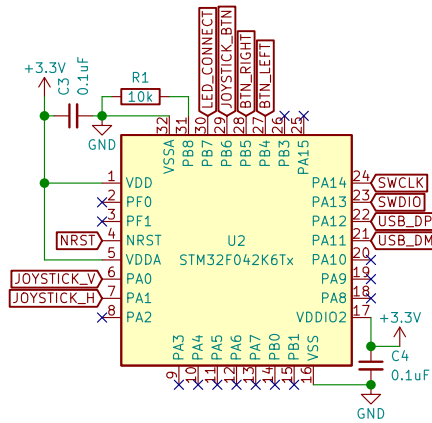 +3.3V
C3
0.1uF
GND
R1
10k
LED_CONNECT
JOYSTICK_BTN
BTN_RIGHT
BTN_LEFT
32 31 30 29 28 27 26 25
VSSA PB8 PB7 PB6 PB5 PB4 PB3 PA15
1 VDD
2 PF0
3 PF1
NRST 4 NRST
5 VDDA
JOYSTICK_V 6 PA0
JOYSTICK_H 7 PA1
8 PA2
U2
STM32F042K6Tx
PA14 24 SWCLK
PA13 23 SWDIO
PA12 22 USB_DP
PA11 21 USB_DM
PA10 20
PA9 19
PA8 18
VDDIO2 17
PA3 PA4 PA5 PA6 PA7 PB0 PB1 VSS
9 10 11 12 13 14 15 16
+3.3V
C4
0.1uF
GND